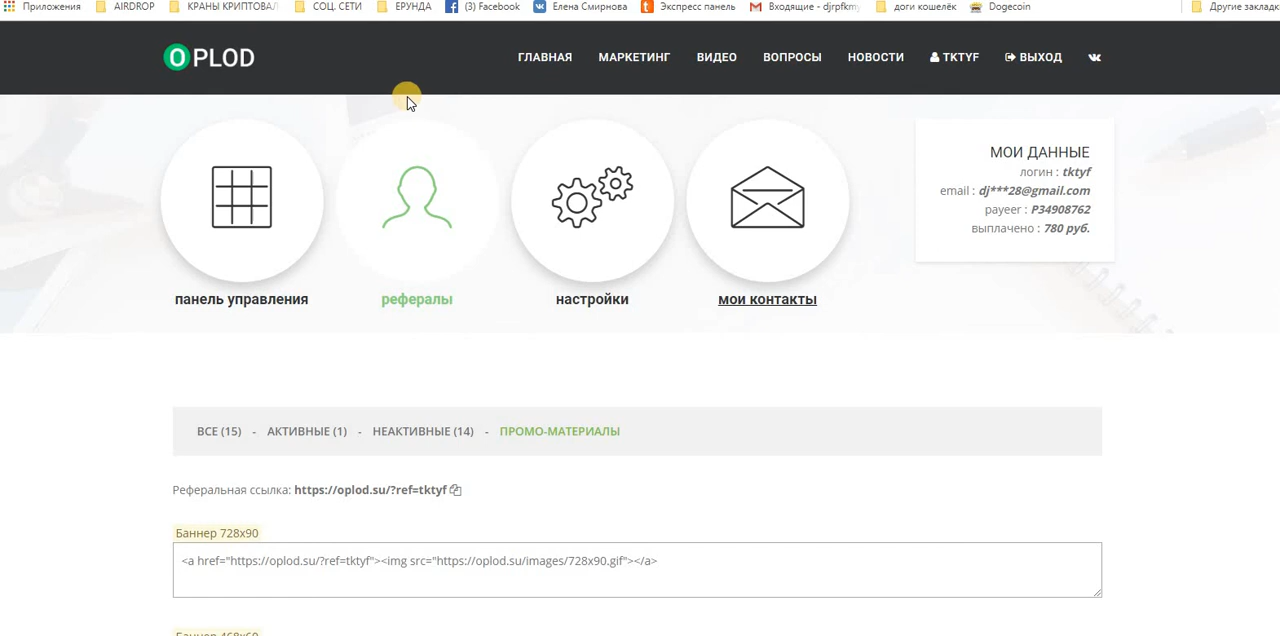 Приложения AIRDROP КРАНЫ КРИПТОВАЛ СОЦ. СЕТИ ЕРУНДА (3) Facebook Елена Смирнова Экспресс панель Входящие - djrpfkm доги кошелёк Dogecoin Другие закладк
OPLOD ГЛАВНАЯ МАРКЕТИНГ ВИДЕО ВОПРОСЫ НОВОСТИ TKTYF ВЫХОД
МОИ ДАННЫЕ
логин : tktyf
email : dj***28@gmail.com
payeer : P34908762
выплачено : 780 руб.
панель управления рефералы настройки мои контакты
ВСЕ (15) - АКТИВНЫЕ (1) - НЕАКТИВНЫЕ (14) - ПРОМО-МАТЕРИАЛЫ
Реферальная ссылка: https://oplod.su/?ref=tktyf
Баннер 728x90
<a href="https://oplod.su/?ref=tktyf"><img src="https://oplod.su/images/728x90.gif"></a>
Баннер 468x60